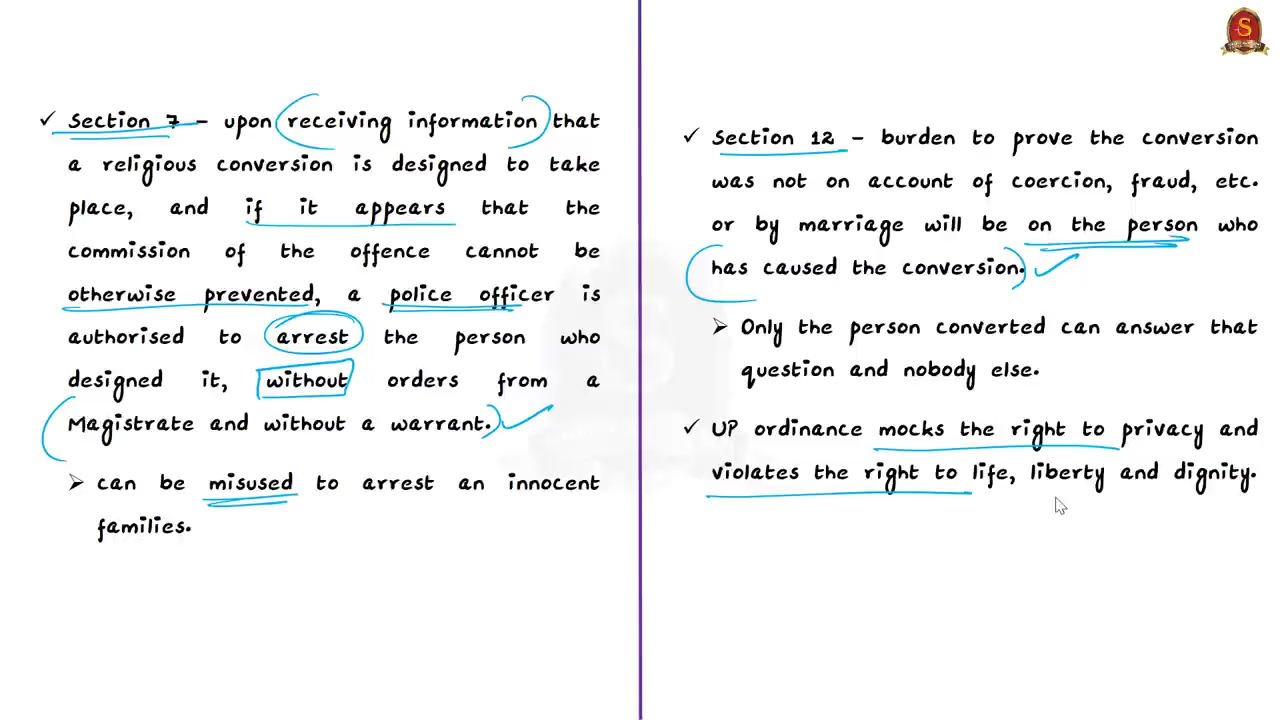 ✓ Section 7 – upon receiving information that
a religious conversion is designed to take
place, and if it appears that the
commission of the offence cannot be
otherwise prevented, a police officer is
authorised to arrest the person who
designed it, without orders from a
Magistrate and without a warrant.
➢ can be misused to arrest an innocent
families.
✓ Section 12 – burden to prove the conversion
was not on account of coercion, fraud, etc.
or by marriage will be on the person who
has caused the conversion.
➢ Only the person converted can answer that
question and nobody else.
✓ UP ordinance mocks the right to privacy and
violates the right to life, liberty and dignity.